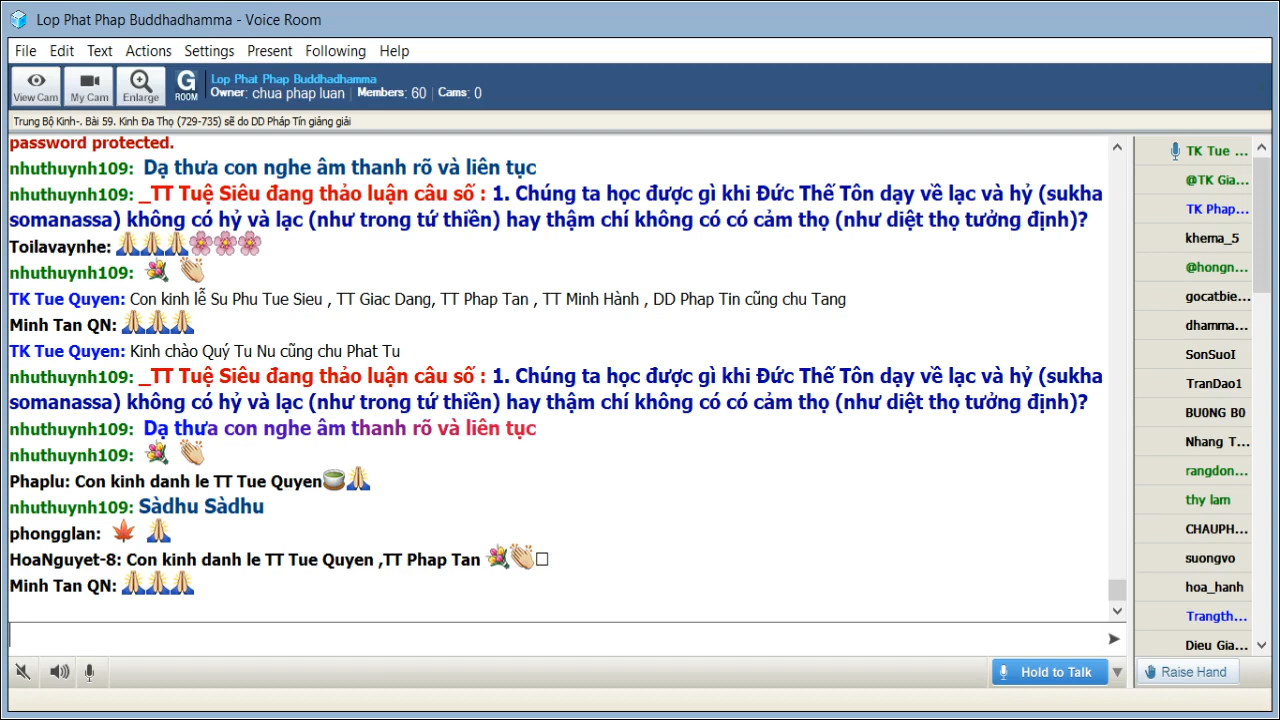 Lop Phat Phap Buddhadhamma - Voice Room
File Edit Text Actions Settings Present Following Help
View Cam My Cam Enlarge G ROOM
Lop Phat Phap Buddhadhamma
Owner: chua phap luan Members: 60 Cams: 0
Trung Bộ Kinh-. Bài 59. Kinh Đa Thọ (729-735) sẽ do DD Pháp Tín giảng giải
password protected.
nhuthuynh109: Dạ thưa con nghe âm thanh rõ và liên tục
nhuthuynh109: _TT Tuệ Siêu đang thảo luận câu số : 1. Chúng ta học được gì khi Đức Thế Tôn dạy về lạc và hỷ (sukha
somanassa) không có hỷ và lạc (như trong tứ thiền) hay thậm chí không có có cảm thọ (như diệt thọ tưởng định)?
Toilavaynhe: 🙏🙏🙏🌸🌸🌸
nhuthuynh109: 💐 👏
TK Tue Quyen: Con kinh lễ Su Phu Tue Sieu , TT Giac Dang, TT Phap Tan , TT Minh Hành , DD Phap Tin cũng chu Tang
Minh Tan QN: 🙏🙏🙏
TK Tue Quyen: Kinh chào Quý Tu Nu cũng chu Phat Tu
nhuthuynh109: _TT Tuệ Siêu đang thảo luận câu số : 1. Chúng ta học được gì khi Đức Thế Tôn dạy về lạc và hỷ (sukha
somanassa) không có hỷ và lạc (như trong tứ thiền) hay thậm chí không có có cảm thọ (như diệt thọ tưởng định)?
nhuthuynh109: Dạ thưa con nghe âm thanh rõ và liên tục
nhuthuynh109: 💐 👏
Phaplu: Con kinh danh le TT Tue Quyen🍵🙏
nhuthuynh109: Sàdhu Sàdhu
phongglan: 🍁 🙏
HoaNguyet-8: Con kinh danh le TT Tue Quyen ,TT Phap Tan 💐👏□
Minh Tan QN: 🙏🙏🙏
TK Tue ...
@TK Gia...
TK Phap...
khema_5
@hongn...
gocatbie...
dhamma...
SonSuoI
TranDao1
BU0NG B0
Nhang T...
rangdon...
thy lam
CHAUPH...
suongvo
hoa_hanh
Trangth...
Dieu Gia...
Hold to Talk
Raise Hand